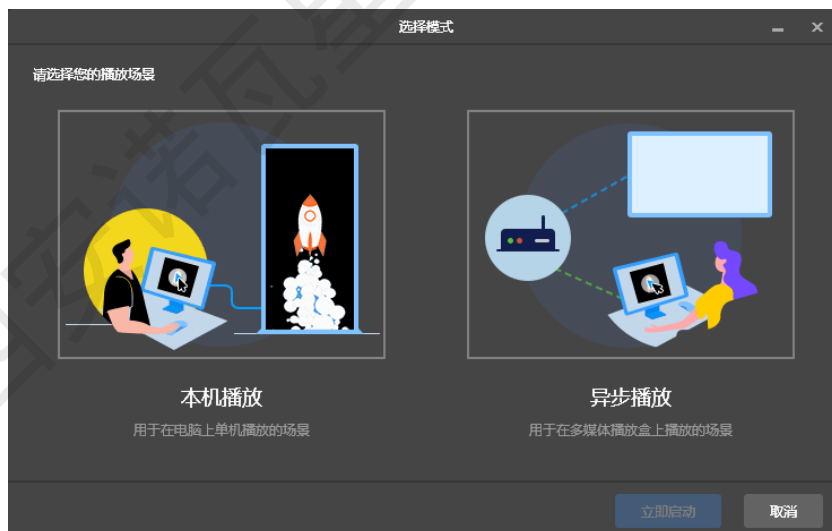 选择模式
请选择您的播放场景
本机播放
异步播放
用于在电脑上单机播放的场景
用于在多媒体播放盒上播放的场景
立即启动
取消